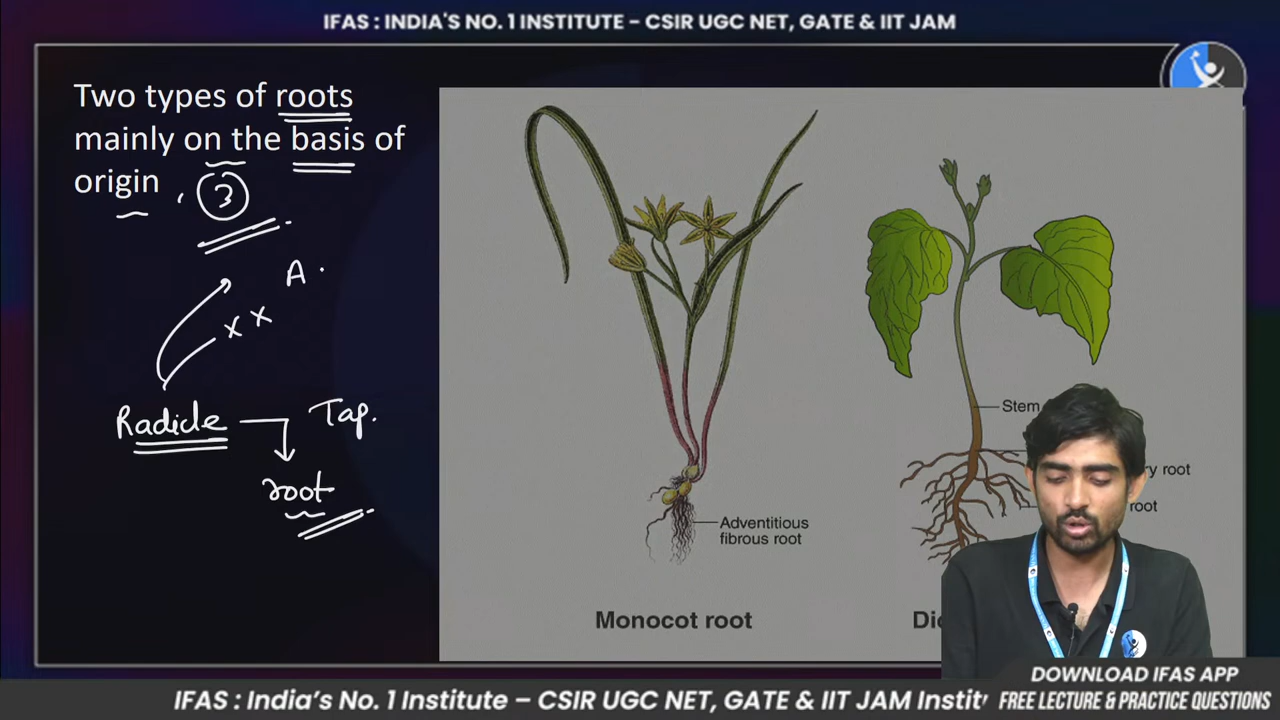 IFAS : INDIA'S NO. 1 INSTITUTE - CSIR UGC NET, GATE & IIT JAM
Two types of roots
mainly on the basis of
origin , 3
A .
x x
Radicle
Tap.
root
Stem
ry root
root
Adventitious
fibrous root
Monocot root
Di
DOWNLOAD IFAS APP
IFAS : India's No. 1 Institute – CSIR UGC NET, GATE & IIT JAM Instit
FREE LECTURE & PRACTICE QUESTIONS